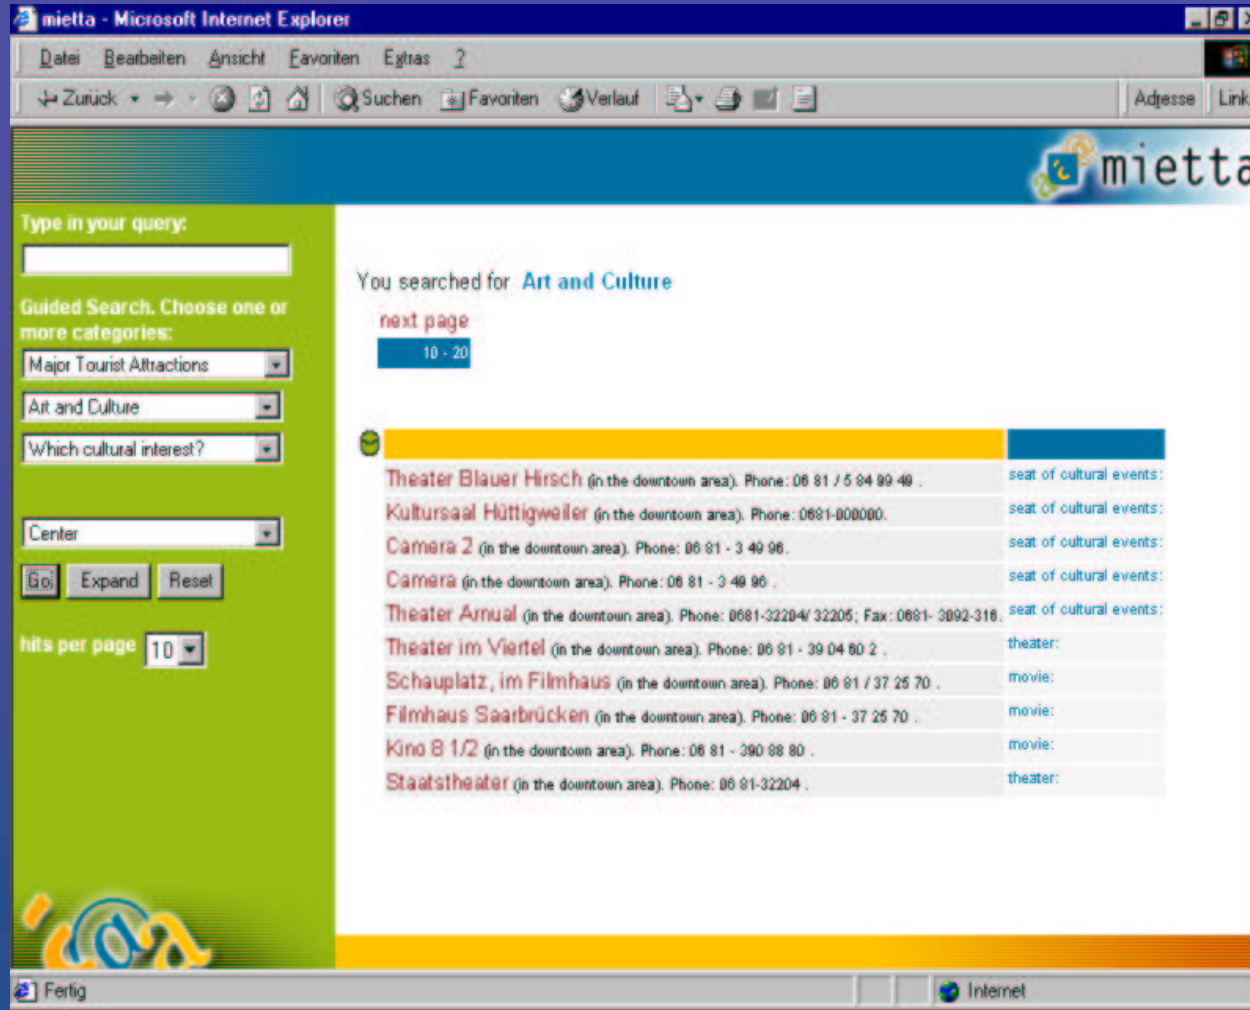 mietta - Microsoft Internet Explorer
Datei Bearbeiten Ansicht Favoriten Extras ?
Zurück Suchen Favoriten Verlauf Adresse Link
mietta
Type in your query:
Guided Search. Choose one or
more categories:
Major Tourist Attractions
Art and Culture
Which cultural interest?
Center
Go Expand Reset
hits per page 10
You searched for Art and Culture
next page
10 - 20
Theater Blauer Hirsch (in the downtown area). Phone: 06 81 / 5 84 99 49 . seat of cultural events:
Kultursaal Hüttigweiler (in the downtown area). Phone: 0681-000000. seat of cultural events:
Camera 2 (in the downtown area). Phone: 06 81 - 3 49 96. seat of cultural events:
Camera (in the downtown area). Phone: 06 81 - 3 49 96 . seat of cultural events:
Theater Arnual (in the downtown area). Phone: 0681-32204/ 32205; Fax: 0681- 3092-316. seat of cultural events:
Theater im Viertel (in the downtown area). Phone: 06 81 - 39 04 60 2 . theater:
Schauplatz, im Filmhaus (in the downtown area). Phone: 06 81 / 37 25 70 . movie:
Filmhaus Saarbrücken (in the downtown area). Phone: 06 81 - 37 25 70 . movie:
Kino 8 1/2 (in the downtown area). Phone: 06 81 - 390 88 80 . movie:
Staatstheater (in the downtown area). Phone: 06 81-32204 . theater:
Fertig Internet